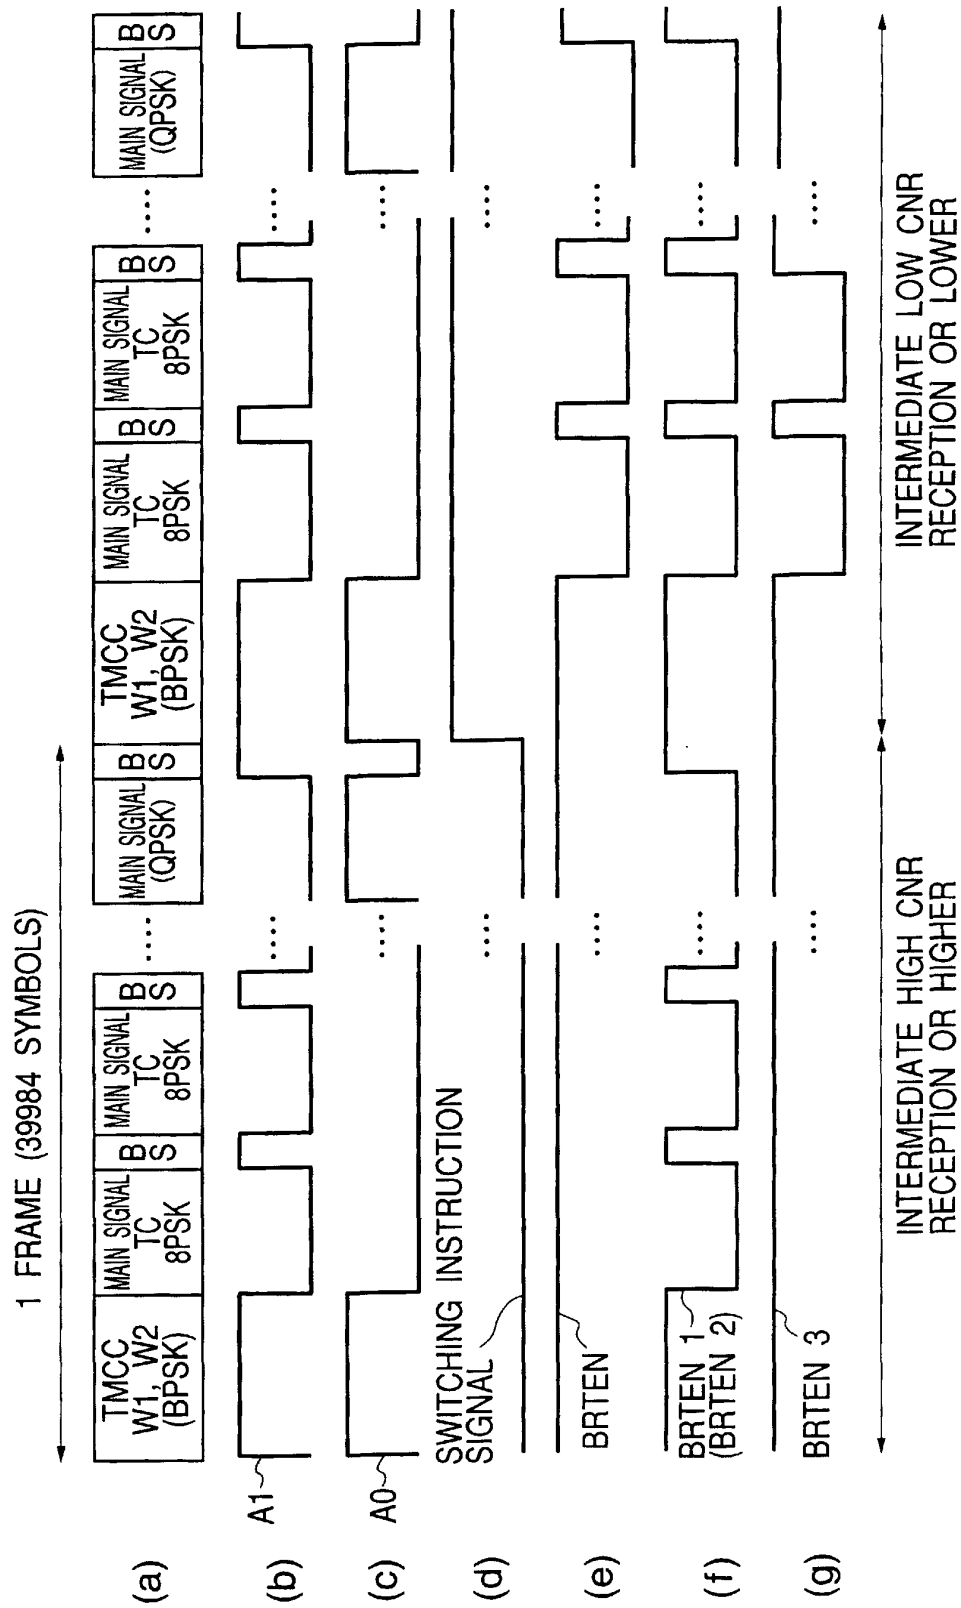 1 FRAME (39984 SYMBOLS)
(a)
TMCC
W1, W2
(BPSK)
MAIN SIGNAL
TC
8PSK
B
S
MAIN SIGNAL
TC
8PSK
B
S
....
MAIN SIGNAL
(QPSK)
B
S
TMCC
W1, W2
(BPSK)
MAIN SIGNAL
TC
8PSK
B
S
MAIN SIGNAL
TC
8PSK
B
S
....
MAIN SIGNAL
(QPSK)
B
S
(b)
A1
....
....
(c)
A0
....
....
(d)
SWITCHING INSTRUCTION
SIGNAL
....
....
(e)
BRTEN
....
....
(f)
BRTEN 1
(BRTEN 2)
....
....
(g)
BRTEN 3
....
....
INTERMEDIATE HIGH CNR
RECEPTION OR HIGHER
INTERMEDIATE LOW CNR
RECEPTION OR LOWER